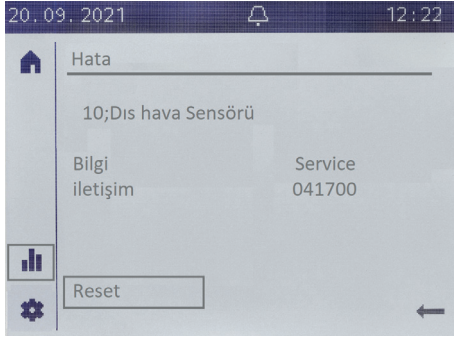 20.09.2021 12:22
Hata
10;Dıs hava Sensörü
Bilgi Service
iletişim 041700
Reset